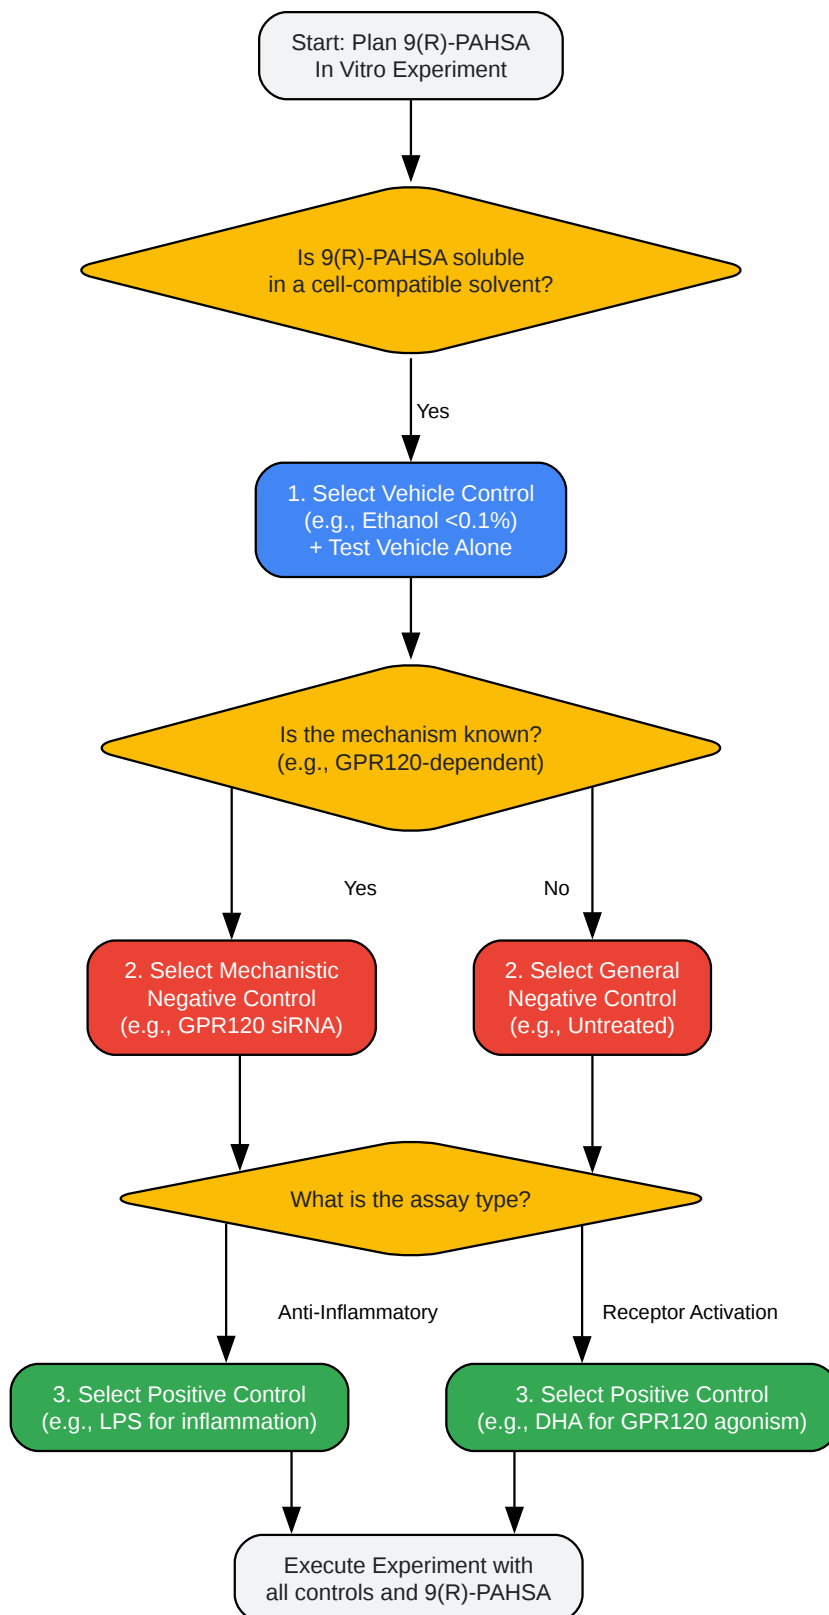 Start: Plan 9(R)-PAHSA
In Vitro Experiment
Is 9(R)-PAHSA soluble
in a cell-compatible solvent?
Yes
1. Select Vehicle Control
(e.g., Ethanol <0.1%)
+ Test Vehicle Alone
Is the mechanism known?
(e.g., GPR120-dependent)
Yes
No
2. Select Mechanistic
Negative Control
(e.g., GPR120 siRNA)
2. Select General
Negative Control
(e.g., Untreated)
What is the assay type?
Anti-Inflammatory
Receptor Activation
3. Select Positive Control
(e.g., LPS for inflammation)
3. Select Positive Control
(e.g., DHA for GPR120 agonism)
Execute Experiment with
all controls and 9(R)-PAHSA